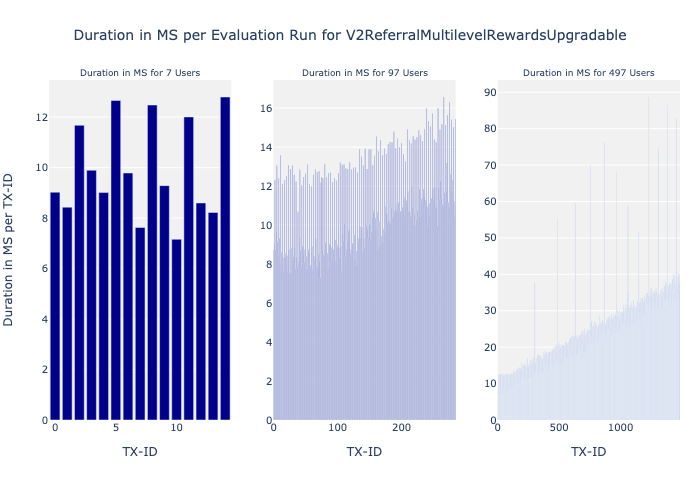 Duration in MS per Evaluation Run for V2ReferralMultilevelRewardsUpgradable
Duration in MS for 7 Users
Duration in MS for 97 Users
Duration in MS for 497 Users
Duration in MS per TX-ID
12
10
8
6
4
2
0
0 5 10
TX-ID
16
14
12
10
8
6
4
2
0
0 100 200
TX-ID
90
80
70
60
50
40
30
20
10
0
0 500 1000
TX-ID